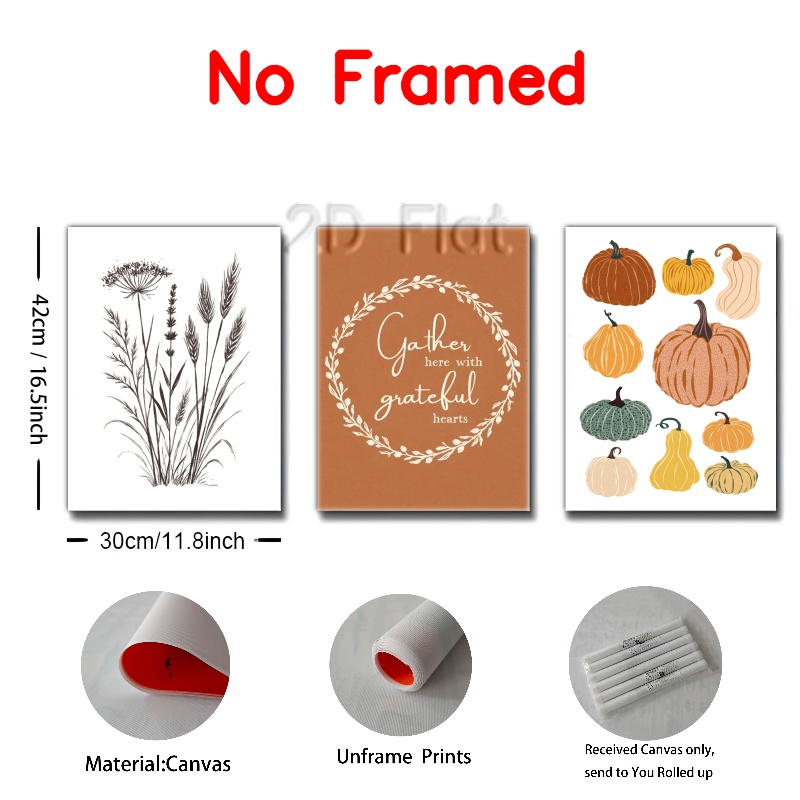 No Framed
2D Flat
42cm / 16.5inch
Gather
here with
grateful
hearts
30cm/11.8inch
Material:Canvas
Unframe Prints
Received Canvas only,
send to You Rolled up